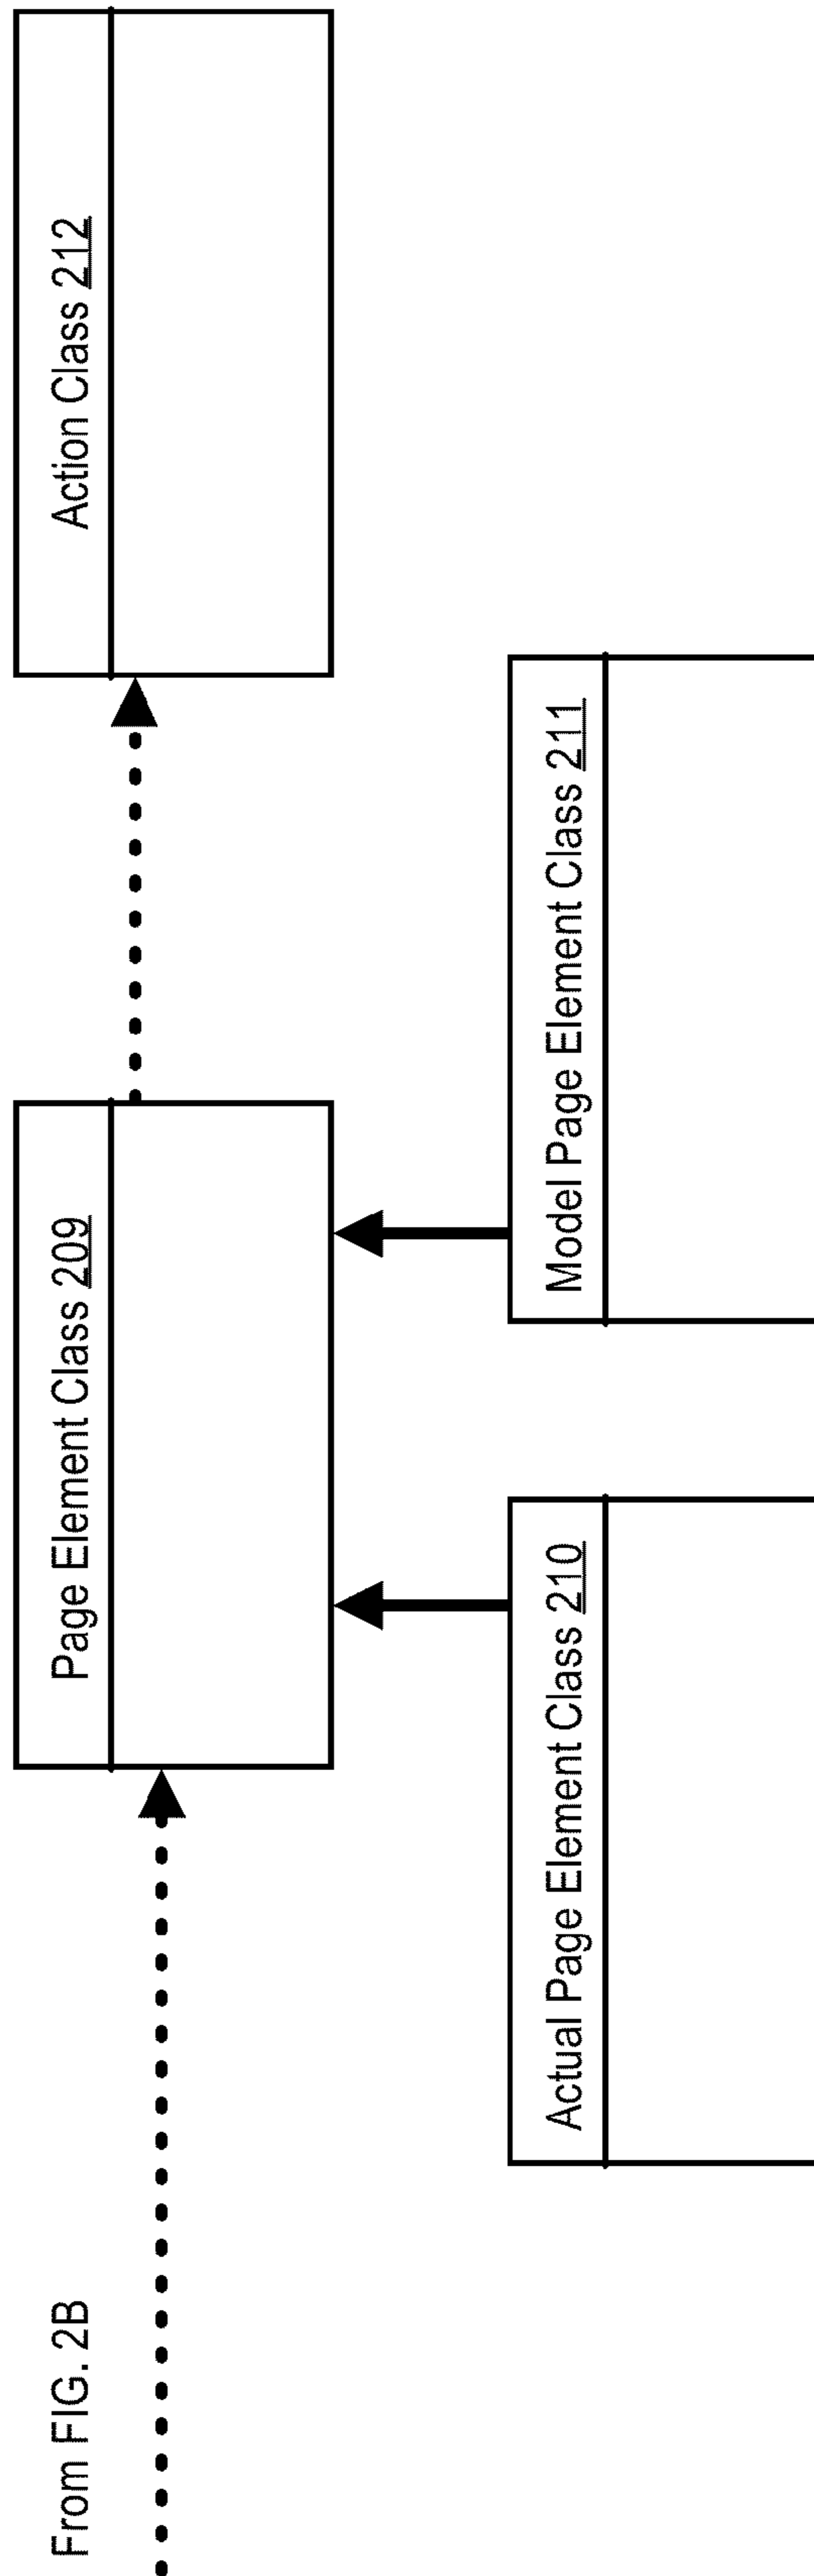 From FIG. 2B
Page Element Class 209
Action Class 212
Actual Page Element Class 210
Model Page Element Class 211